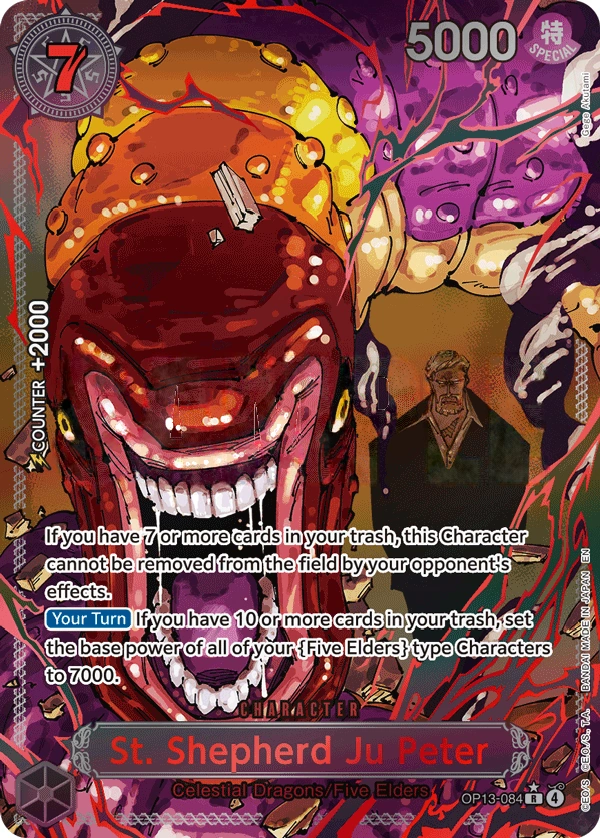 7
5000
特
SPECIAL
Gege Akutami
COUNTER +2000
If you have 7 or more cards in your trash, this Character
cannot be removed from the field by your opponent's
effects.
Your Turn If you have 10 or more cards in your trash, set
the base power of all of your {Five Elders} type Characters
to 7000.
CHARACTER
St. Shepherd Ju Peter
Celestial Dragons/Five Elders
OP13-084 R 4
©EO/S ©E.O./S., T.A. BANDAI MADE IN JAPAN EN